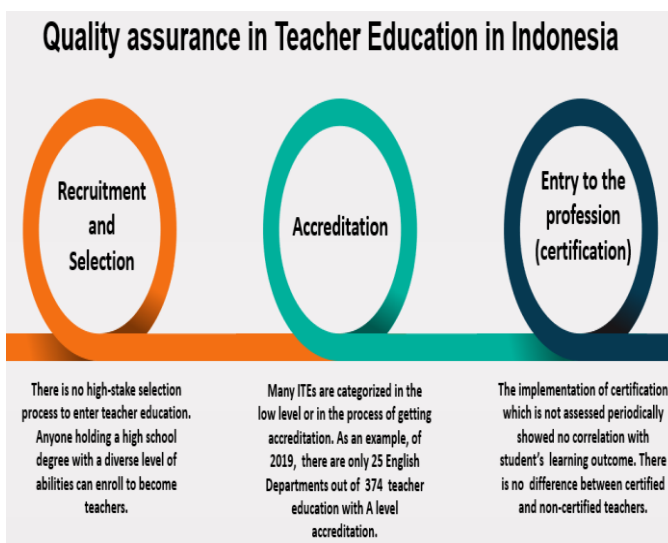 Quality assurance in Teacher Education in Indonesia
Recruitment
and
Selection
Accreditation
Entry to the
profession
(certification)
There is no high-stake selection
process to enter teacher education.
Anyone holding a high school
degree with a diverse level of
abilities can enroll to become
teachers.
Many ITEs are categorized in the
low level or in the process of getting
accreditation. As an example, of
2019, there are only 25 English
Departments out of 374 teacher
education with A level
accreditation.
The implementation of certification
which is not assessed periodically
showed no correlation with
student's learning outcome. There
is no difference between certified
and non-certified teachers.